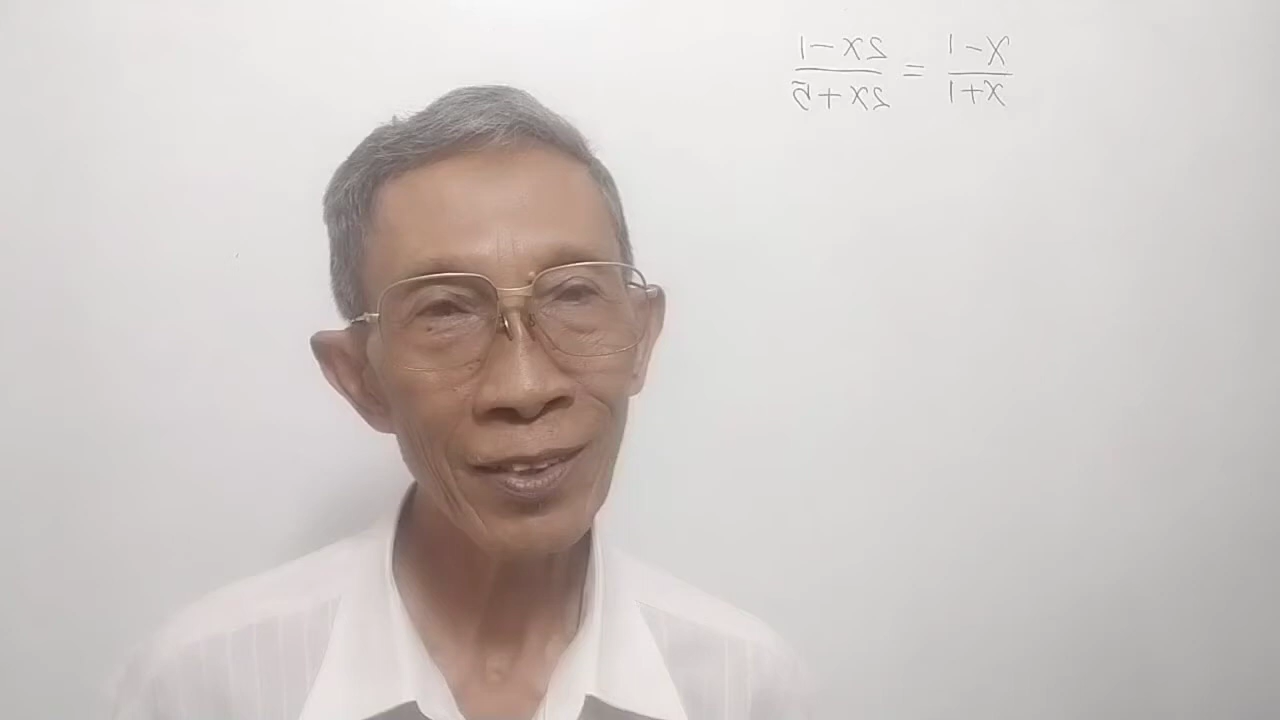 (x-1)/(x+1) = (2x-1)/(2x+5)